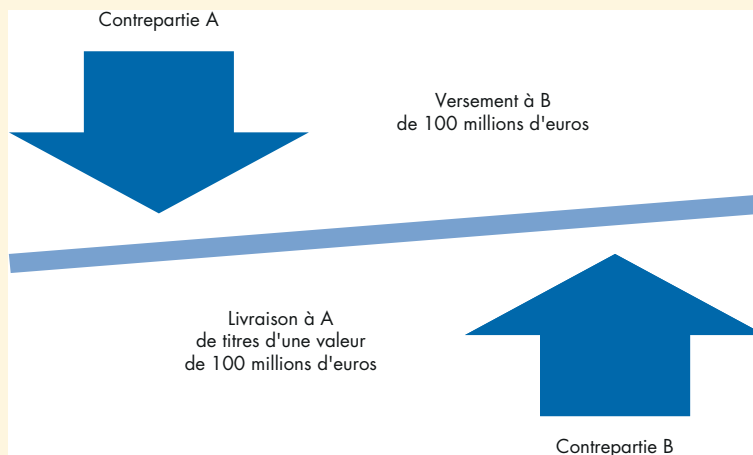 Contrepartie A
Versement à B
de 100 millions d'euros
Livraison à A
de titres d'une valeur
de 100 millions d'euros
Contrepartie B